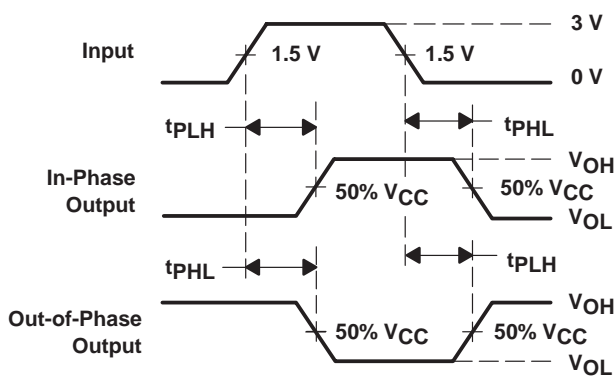 3 V
Input
1.5 V
1.5 V
0 V
tPLH
tPHL
VOH
In-Phase
Output
50% VCC
50% VCC
VOL
tPHL
tPLH
VOH
Out-of-Phase
Output
50% VCC
50% VCC
VOL